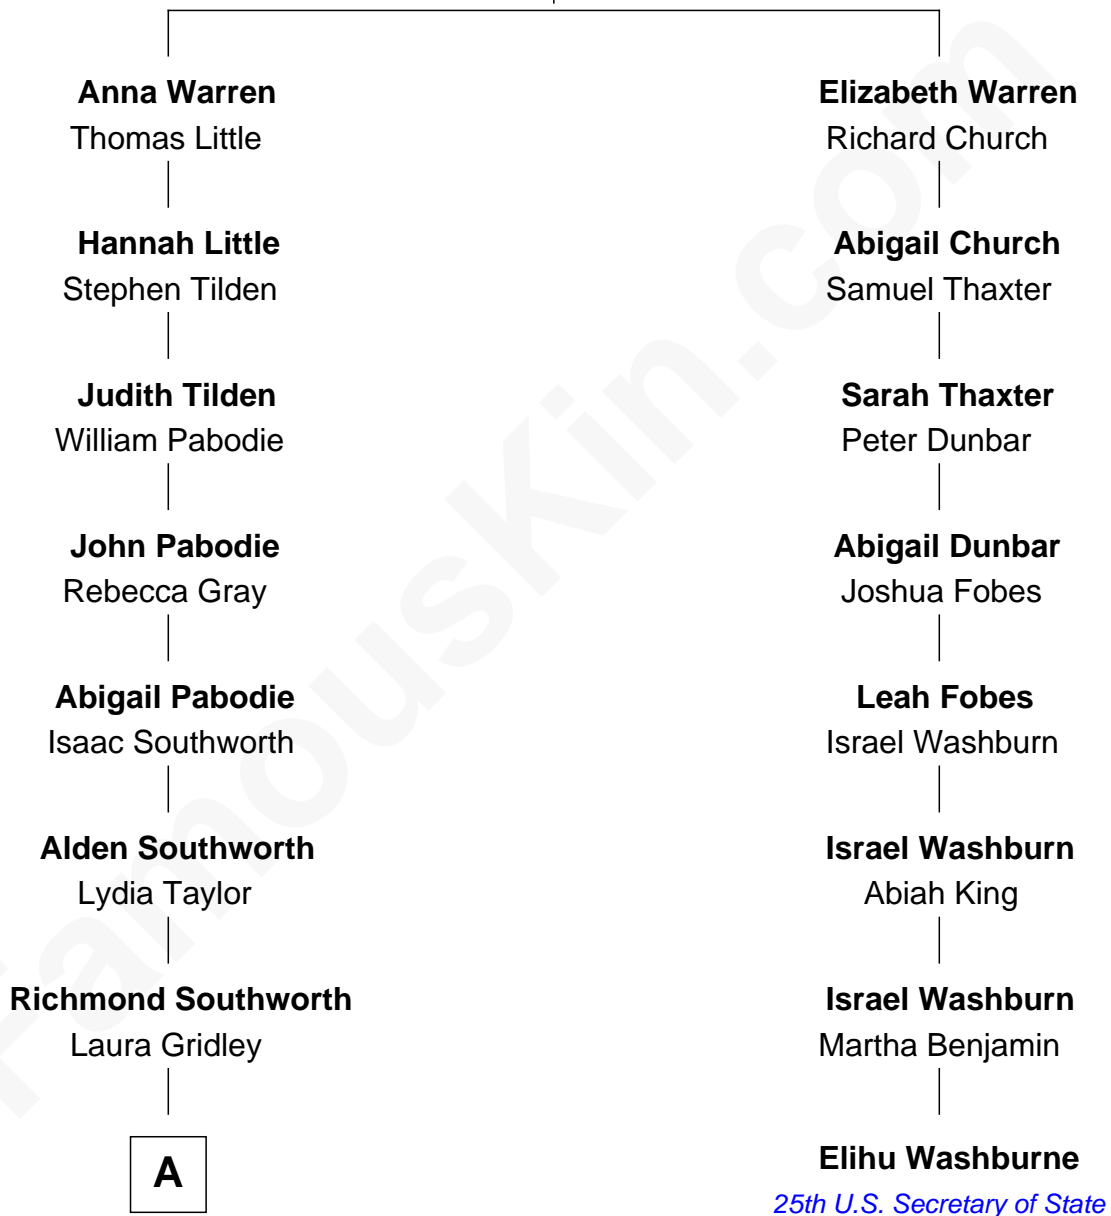 Anna Warren
Thomas Little
Hannah Little
Stephen Tilden
Judith Tilden
William Pabodie
John Pabodie
Rebecca Gray
Abigail Pabodie
Isaac Southworth
Alden Southworth
Lydia Taylor
Richmond Southworth
Laura Gridley
A
Elizabeth Warren
Richard Church
Abigail Church
Samuel Thaxter
Sarah Thaxter
Peter Dunbar
Abigail Dunbar
Joshua Fobes
Leah Fobes
Israel Washburn
Israel Washburn
Abiah King
Israel Washburn
Martha Benjamin
Elihu Washburne
25th U.S. Secretary of State
FamousKin.com